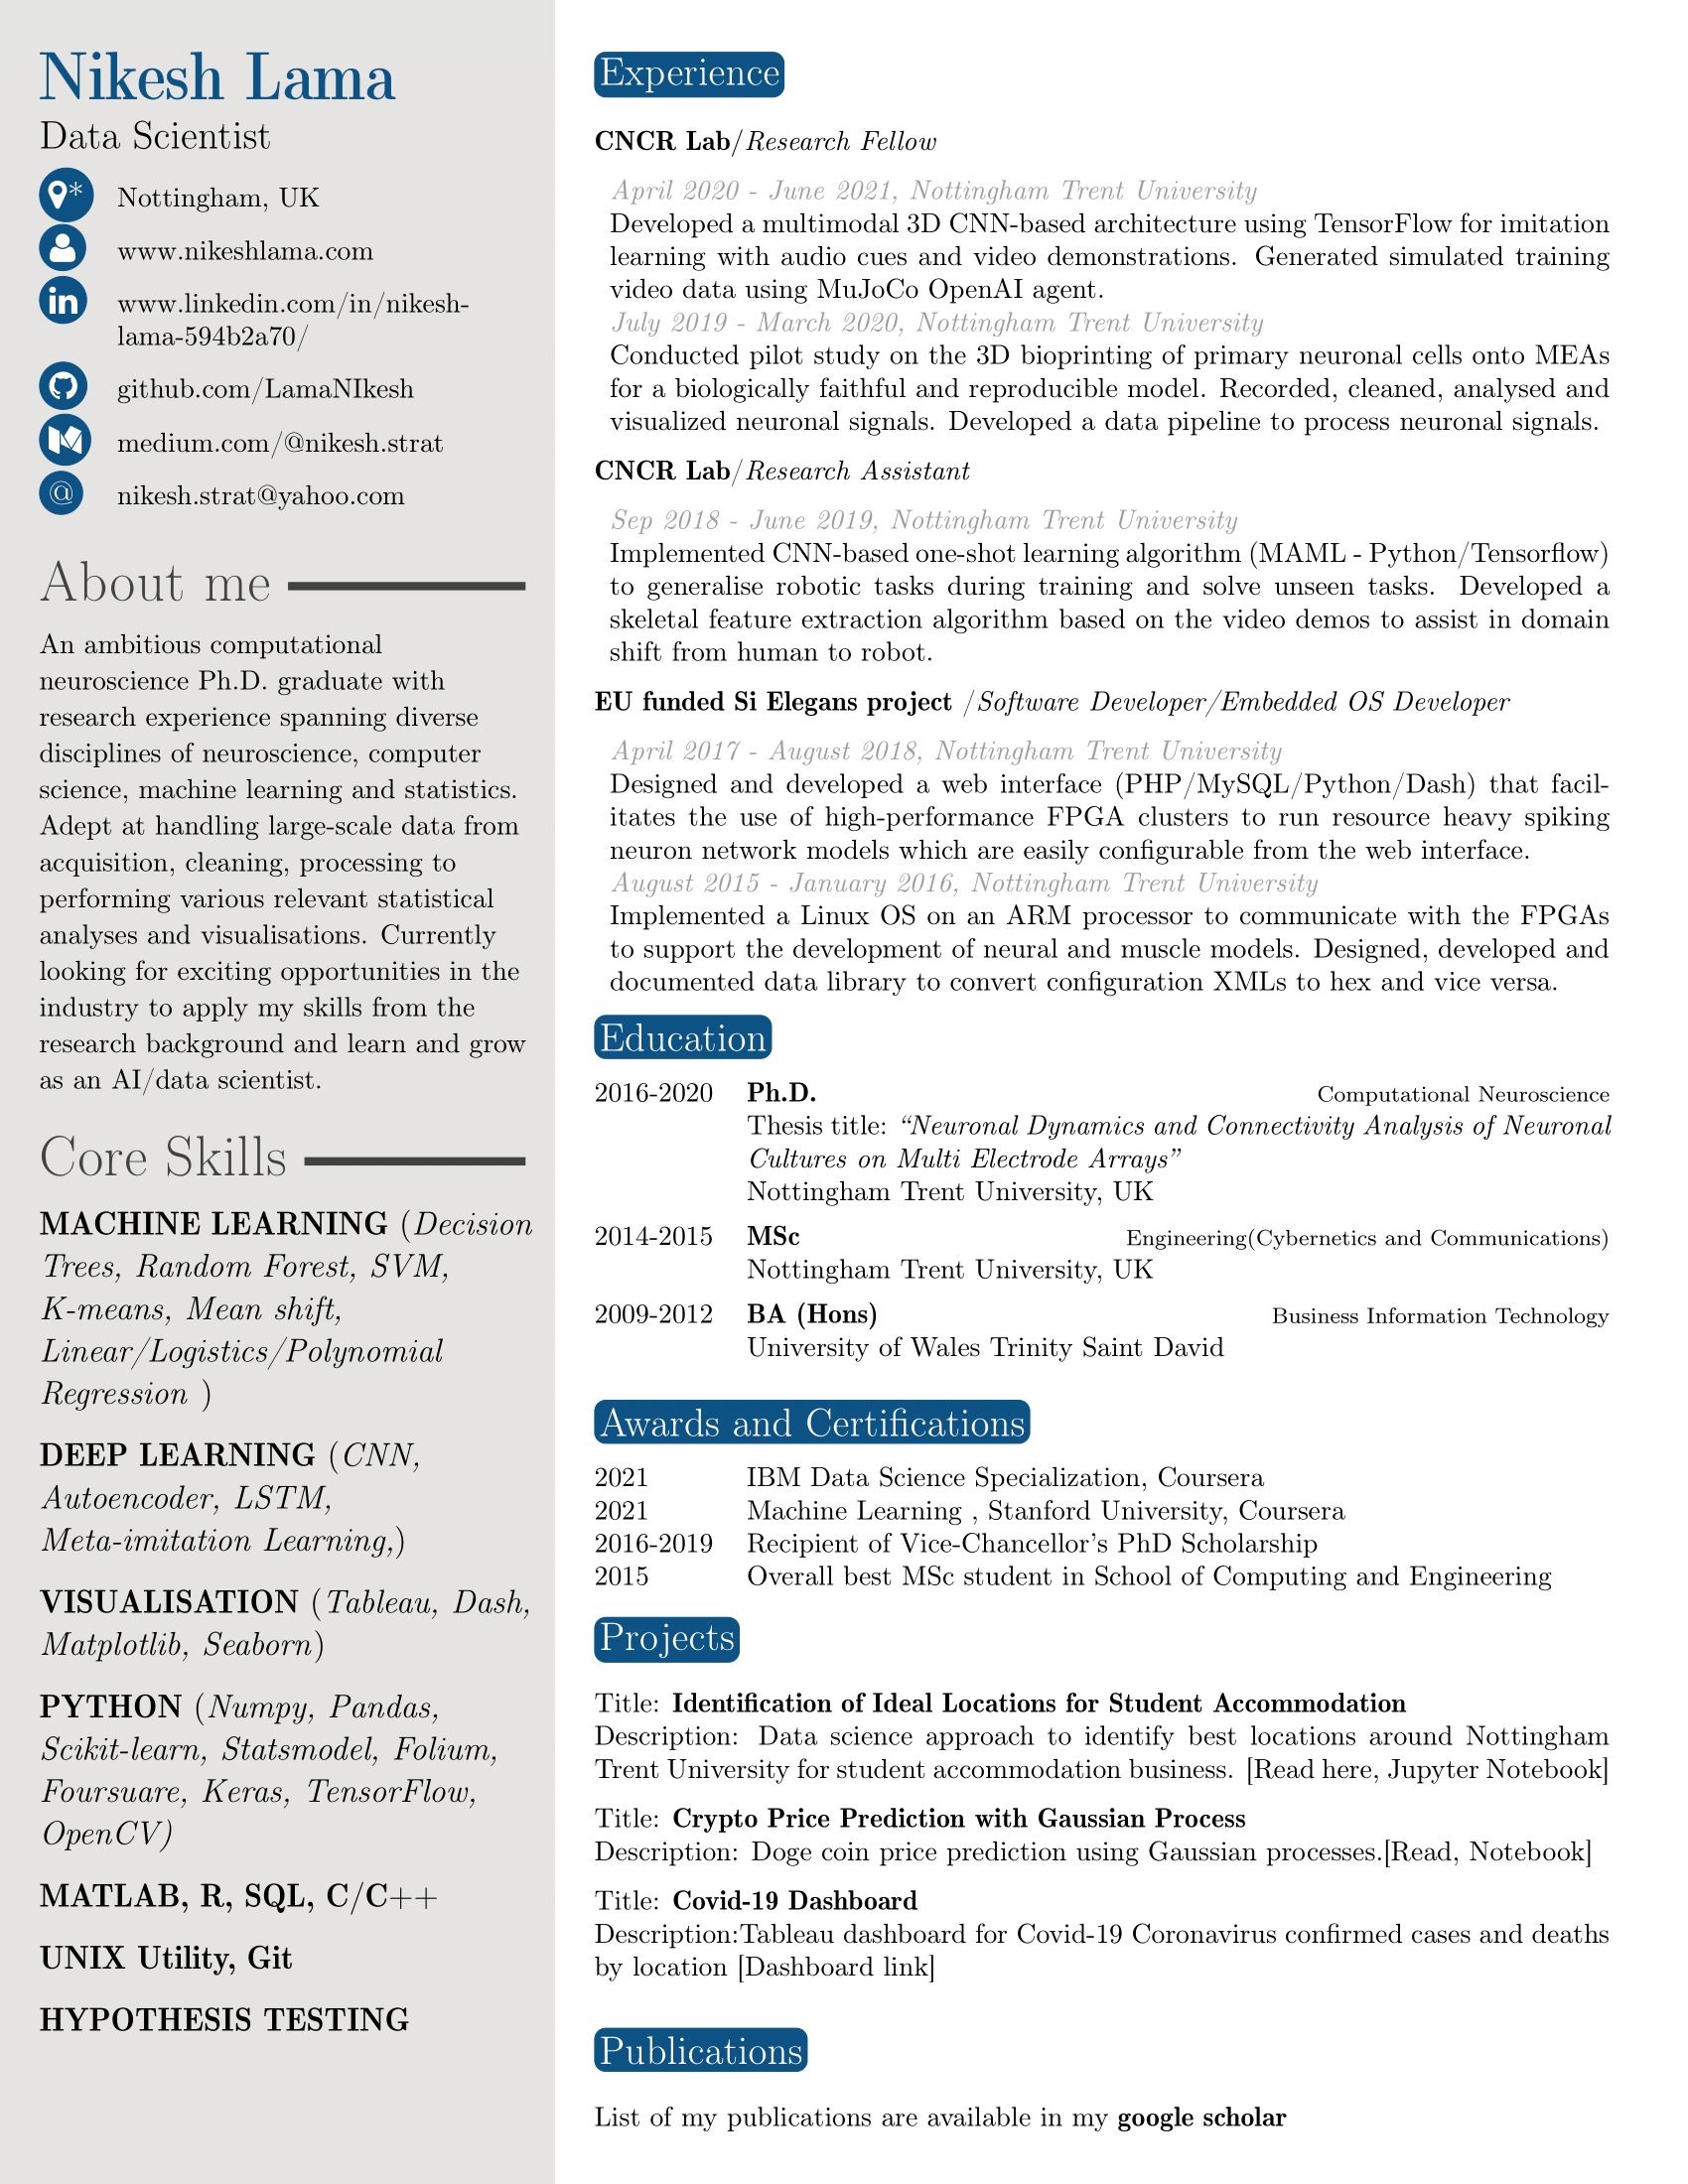 Nikesh Lama
Data Scientist
* Nottingham, UK
www.nikeshlama.com
in www.linkedin.com/in/nikesh-
lama-594b2a70/
github.com/LamaNIkesh
medium.com/@nikesh.strat
@ nikesh.strat@yahoo.com
About me
An ambitious computational
neuroscience Ph.D. graduate with
research experience spanning diverse
disciplines of neuroscience, computer
science, machine learning and statistics.
Adept at handling large-scale data from
acquisition, cleaning, processing to
performing various relevant statistical
analyses and visualisations. Currently
looking for exciting opportunities in the
industry to apply my skills from the
research background and learn and grow
as an AI/data scientist.
Core Skills
MACHINE LEARNING (Decision
Trees, Random Forest, SVM,
K-means, Mean shift,
Linear/Logistics/Polynomial
Regression )
DEEP LEARNING (CNN,
Autoencoder, LSTM,
Meta-imitation Learning,)
VISUALISATION (Tableau, Dash,
Matplotlib, Seaborn)
PYTHON (Numpy, Pandas,
Scikit-learn, Statsmodel, Folium,
Foursuare, Keras, TensorFlow,
OpenCV)
MATLAB, R, SQL, C/C++
UNIX Utility, Git
HYPOTHESIS TESTING
Experience
CNCR Lab/Research Fellow
April 2020 - June 2021, Nottingham Trent University
Developed a multimodal 3D CNN-based architecture using TensorFlow for imitation
learning with audio cues and video demonstrations. Generated simulated training
video data using MuJoCo OpenAI agent.
July 2019 - March 2020, Nottingham Trent University
Conducted pilot study on the 3D bioprinting of primary neuronal cells onto MEAs
for a biologically faithful and reproducible model. Recorded, cleaned, analysed and
visualized neuronal signals. Developed a data pipeline to process neuronal signals.
CNCR Lab/Research Assistant
Sep 2018 - June 2019, Nottingham Trent University
Implemented CNN-based one-shot learning algorithm (MAML - Python/Tensorflow)
to generalise robotic tasks during training and solve unseen tasks. Developed a
skeletal feature extraction algorithm based on the video demos to assist in domain
shift from human to robot.
EU funded Si Elegans project /Software Developer/Embedded OS Developer
April 2017 - August 2018, Nottingham Trent University
Designed and developed a web interface (PHP/MySQL/Python/Dash) that facil-
itates the use of high-performance FPGA clusters to run resource heavy spiking
neuron network models which are easily configurable from the web interface.
August 2015 - January 2016, Nottingham Trent University
Implemented a Linux OS on an ARM processor to communicate with the FPGAs
to support the development of neural and muscle models. Designed, developed and
documented data library to convert configuration XMLs to hex and vice versa.
Education
2016-2020 Ph.D. Computational Neuroscience
Thesis title: “Neuronal Dynamics and Connectivity Analysis of Neuronal
Cultures on Multi Electrode Arrays”
Nottingham Trent University, UK
2014-2015 MSc Engineering(Cybernetics and Communications)
Nottingham Trent University, UK
2009-2012 BA (Hons) Business Information Technology
University of Wales Trinity Saint David
Awards and Certifications
2021 IBM Data Science Specialization, Coursera
2021 Machine Learning , Stanford University, Coursera
2016-2019 Recipient of Vice-Chancellor’s PhD Scholarship
2015 Overall best MSc student in School of Computing and Engineering
Projects
Title: Identification of Ideal Locations for Student Accommodation
Description: Data science approach to identify best locations around Nottingham
Trent University for student accommodation business. [Read here, Jupyter Notebook]
Title: Crypto Price Prediction with Gaussian Process
Description: Doge coin price prediction using Gaussian processes.[Read, Notebook]
Title: Covid-19 Dashboard
Description:Tableau dashboard for Covid-19 Coronavirus confirmed cases and deaths
by location [Dashboard link]
Publications
List of my publications are available in my google scholar